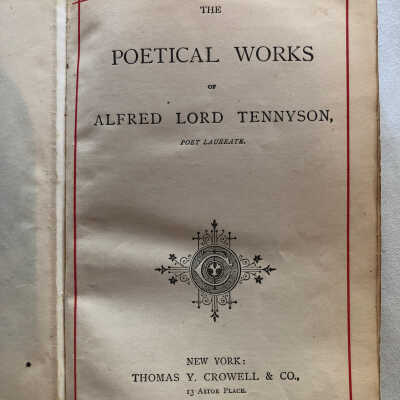 THE
POETICAL WORKS
OF
ALFRED LORD TENNYSON,
POET LAUREATE.
NEW YORK:
THOMAS Y. CROWELL & CO.,
13 ASTOR PLACE.